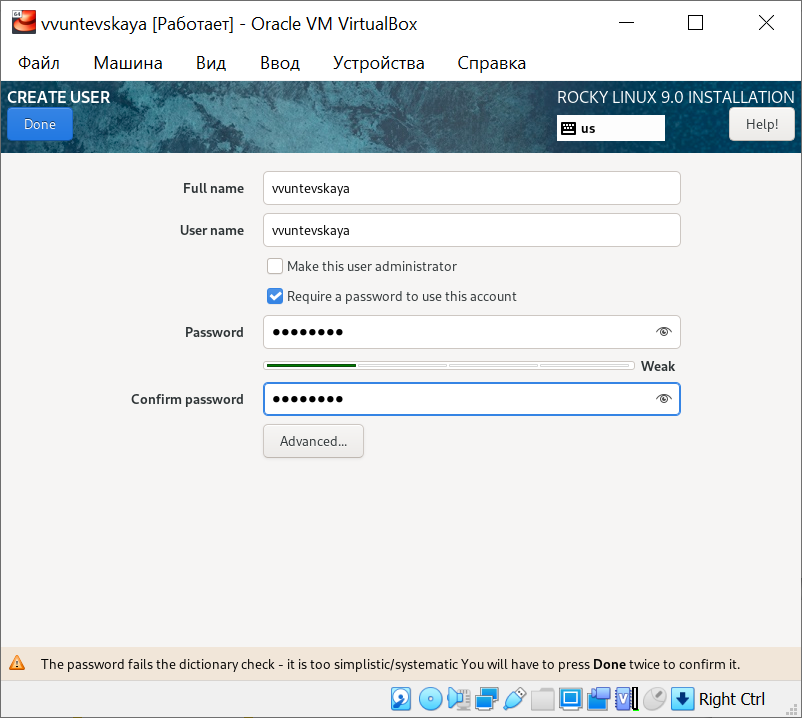 vvuntevskaya [Работает] - Oracle VM VirtualBox
Файл Машина Вид Ввод Устройства Справка
CREATE USER
ROCKY LINUX 9.0 INSTALLATION
Done
us
Help!
Full name
vvuntevskaya
User name
vvuntevskaya
Make this user administrator
Require a password to use this account
Password
●●●●●●●●
Weak
Confirm password
●●●●●●●●
Advanced...
The password fails the dictionary check - it is too simplistic/systematic You will have to press Done twice to confirm it.
Right Ctrl